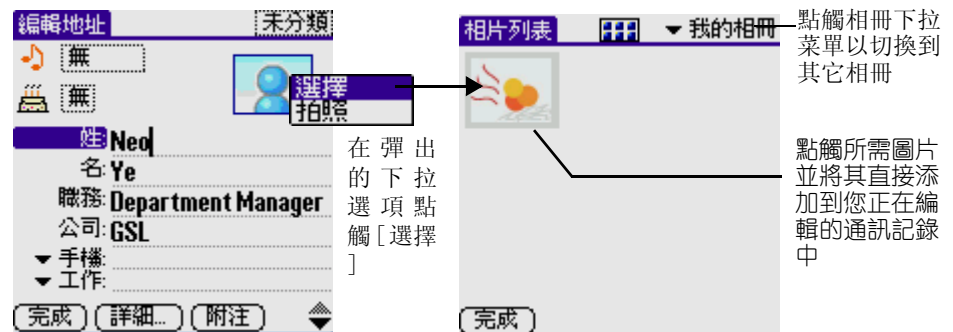 編輯地址
未分類
無
無
選擇
拍照
姓: Neo
名: Ye
職務: Department Manager
公司: GSL
手機:
工作:
完成 詳細... 附注
在彈出
的下拉
選項點
觸[選擇
]
相片列表
我的相冊
完成
點觸相冊下拉
菜單以切換到
其它相冊
點觸所需圖片
並將其直接添
加到您正在編
輯的通訊記錄
中